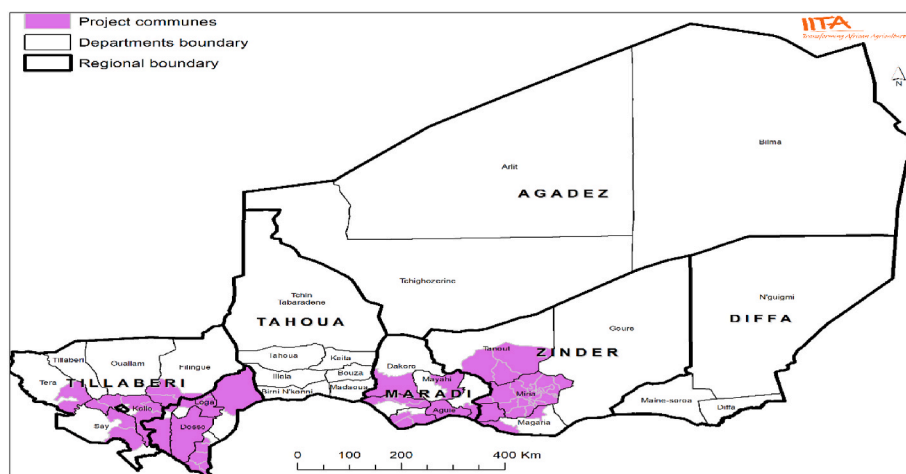 Project communes
Departments boundary
Regional boundary
IITA
Transforming African Agriculture
N
Bilma
Arlit
AGADEZ
Tchighozerine
Tchin
Tabaradene
TAHOUA
N'guigmi
DIFFA
Goure
ZINDER
Tanout
Tillaberi
Ouallam
Filingue
Tahoua
Keita
Dakoro
Tera
TILLABERI
Illela
Bouza
Mayahi
Birni N'konni
Madaoua
MARADI
Miria
Maine-soroa
Diffa
Kollo
Loga
Aguie
Say
Dosso
Magaria
0 100 200 300 400 Km